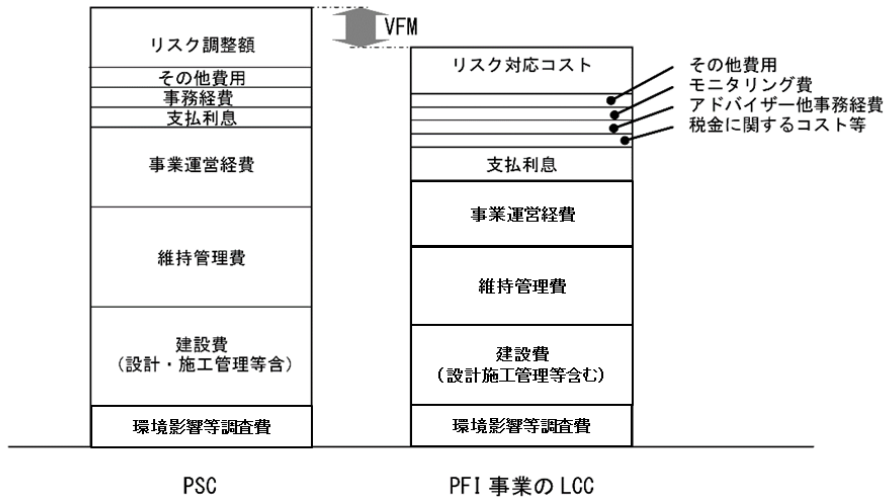 VFM
リスク調整額
その他費用
事務経費
支払利息
事業運営経費
維持管理費
建設費
(設計・施工管理等含)
環境影響等調査費
リスク対応コスト
その他費用
モニタリング費
アドバイザー他事務経費
税金に関するコスト等
支払利息
事業運営経費
維持管理費
建設費
(設計施工管理等含む)
環境影響等調査費
PSC
PFI 事業の LCC